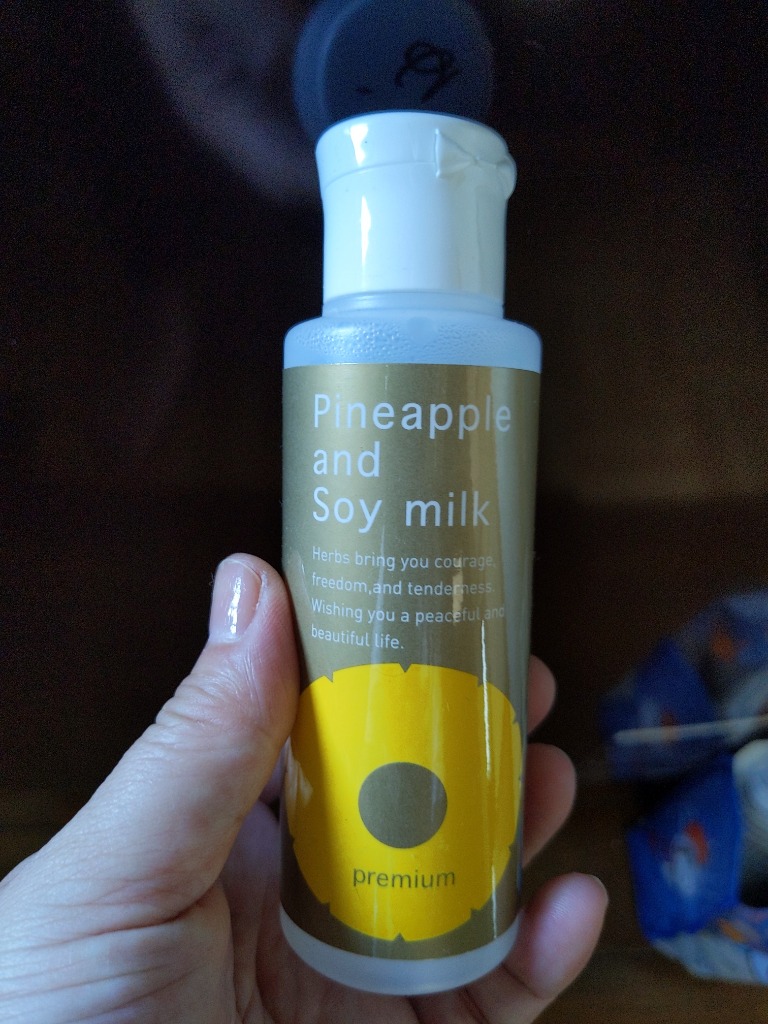 Pineapple
and
Soy milk
Herbs bring you courage,
freedom,and tenderness.
Wishing you a peaceful and
beautiful life.
premium